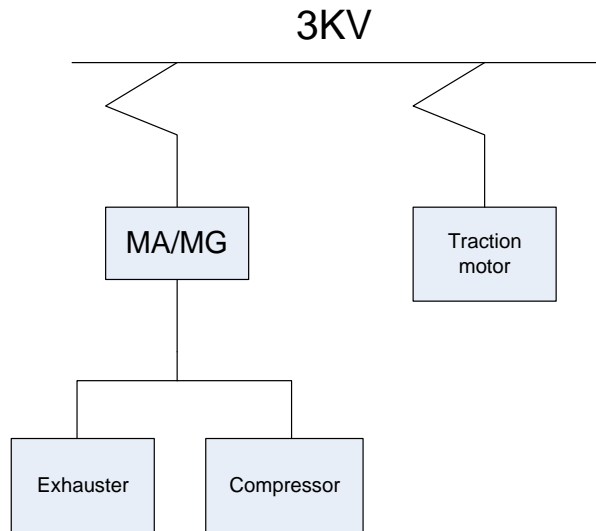 3KV
MA/MG
Traction
motor
Exhauster
Compressor